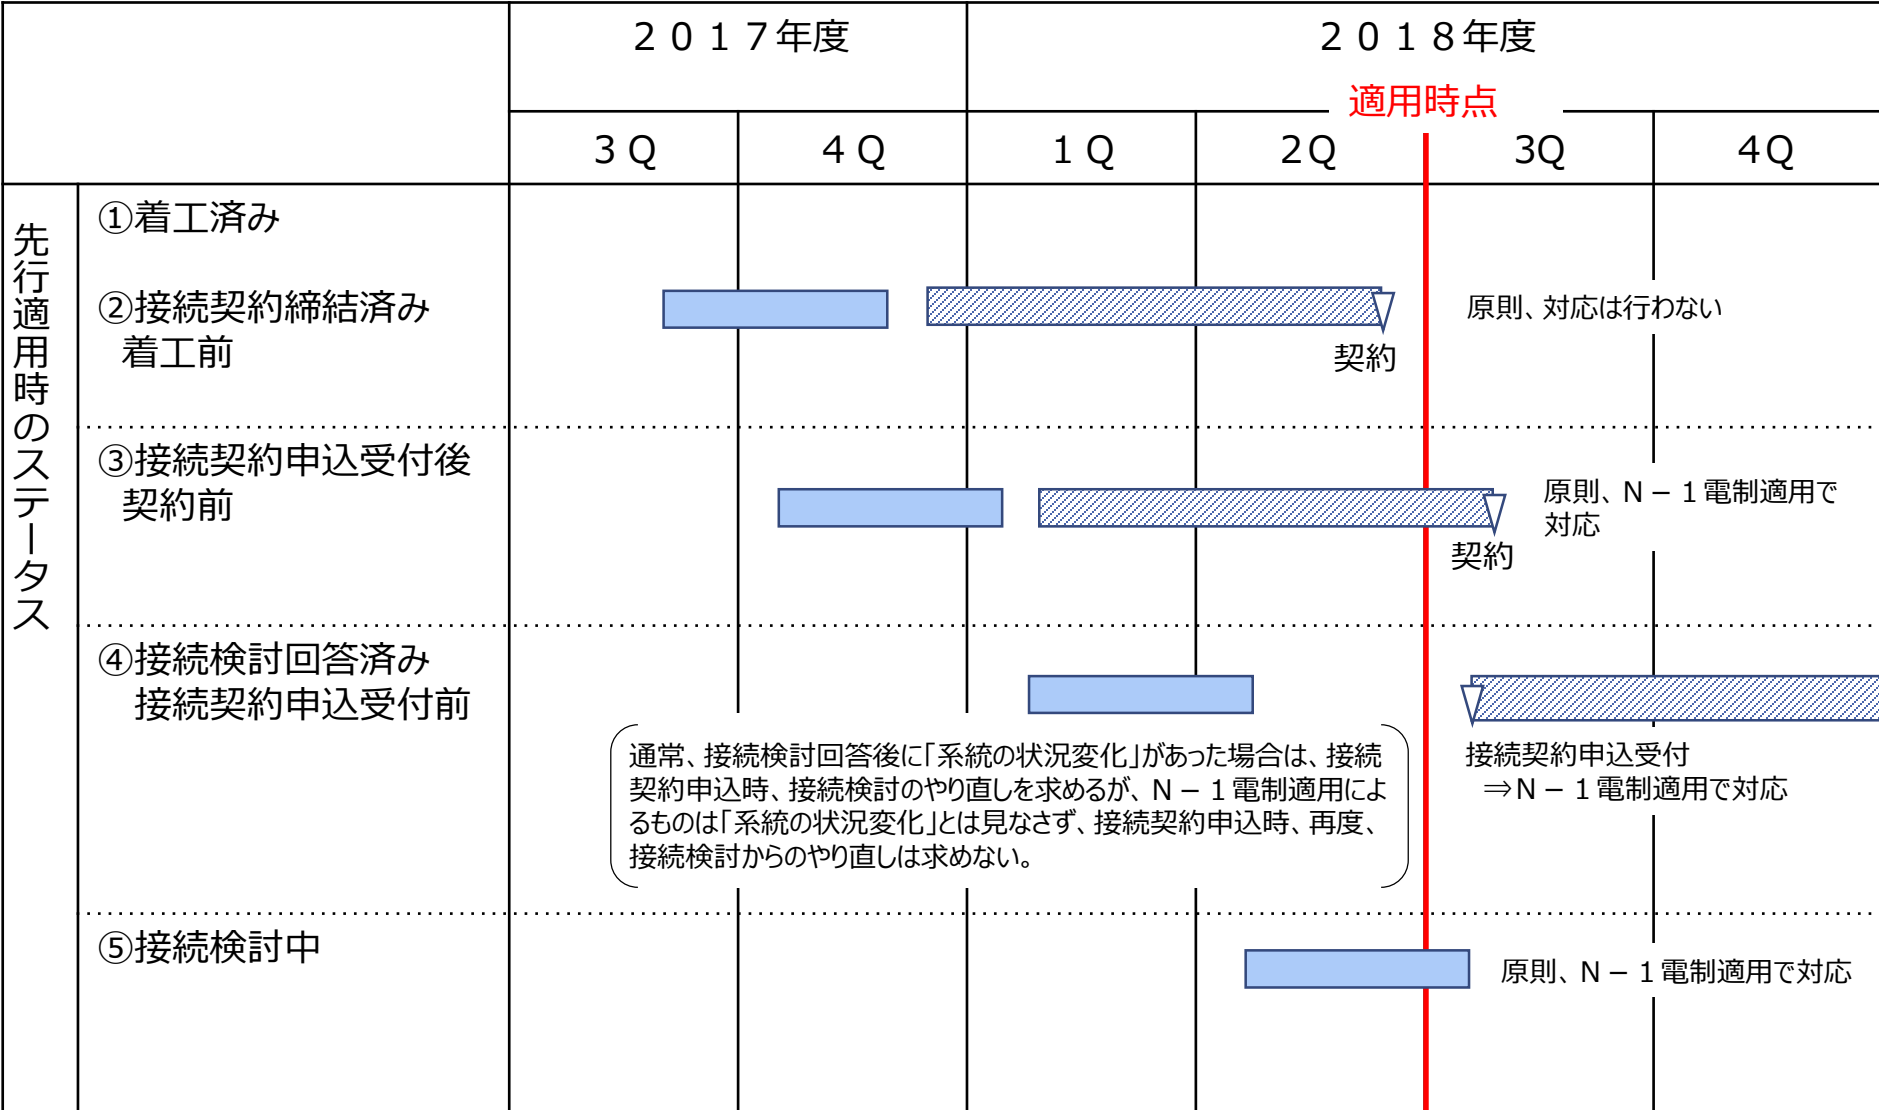 ２０１７年度
２０１８年度
適用時点
３Ｑ
４Ｑ
１Ｑ
２Ｑ
3Q
４Ｑ
先行適用時のステータス
①着工済み
②接続契約締結済み
着工前
原則、対応は行わない
契約
③接続契約申込受付後
契約前
原則、Ｎ－１電制適用で
対応
契約
④接続検討回答済み
接続契約申込受付前
通常、接続検討回答後に「系統の状況変化」があった場合は、接続
契約申込時、接続検討のやり直しを求めるが、Ｎ－１電制適用によ
るものは「系統の状況変化」とは見なさず、接続契約申込時、再度、
接続検討からのやり直しは求めない。
接続契約申込受付
⇒Ｎ－１電制適用で対応
⑤接続検討中
原則、Ｎ－１電制適用で対応